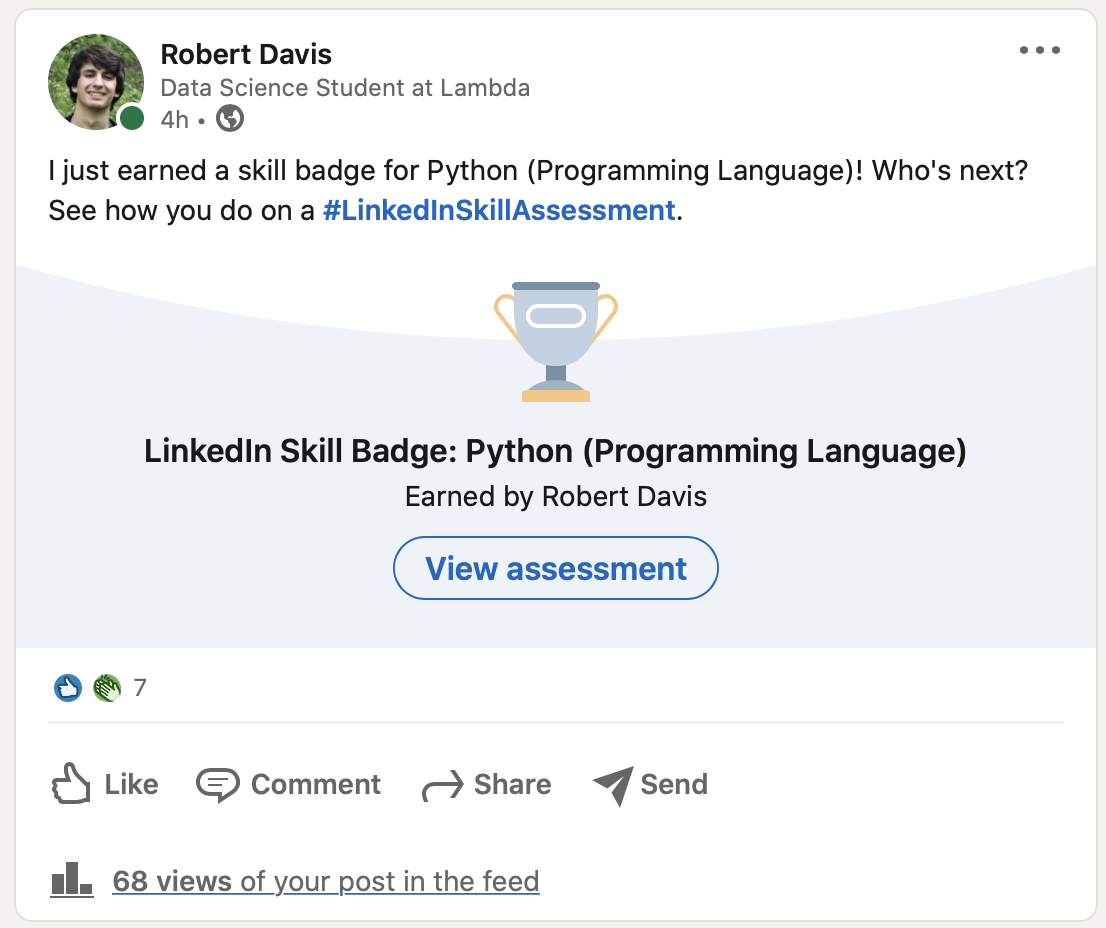 Robert Davis
Data Science Student at Lambda
4h •
I just earned a skill badge for Python (Programming Language)! Who's next?
See how you do on a #LinkedInSkillAssessment.
LinkedIn Skill Badge: Python (Programming Language)
Earned by Robert Davis
View assessment
7
Like Comment Share Send
68 views of your post in the feed